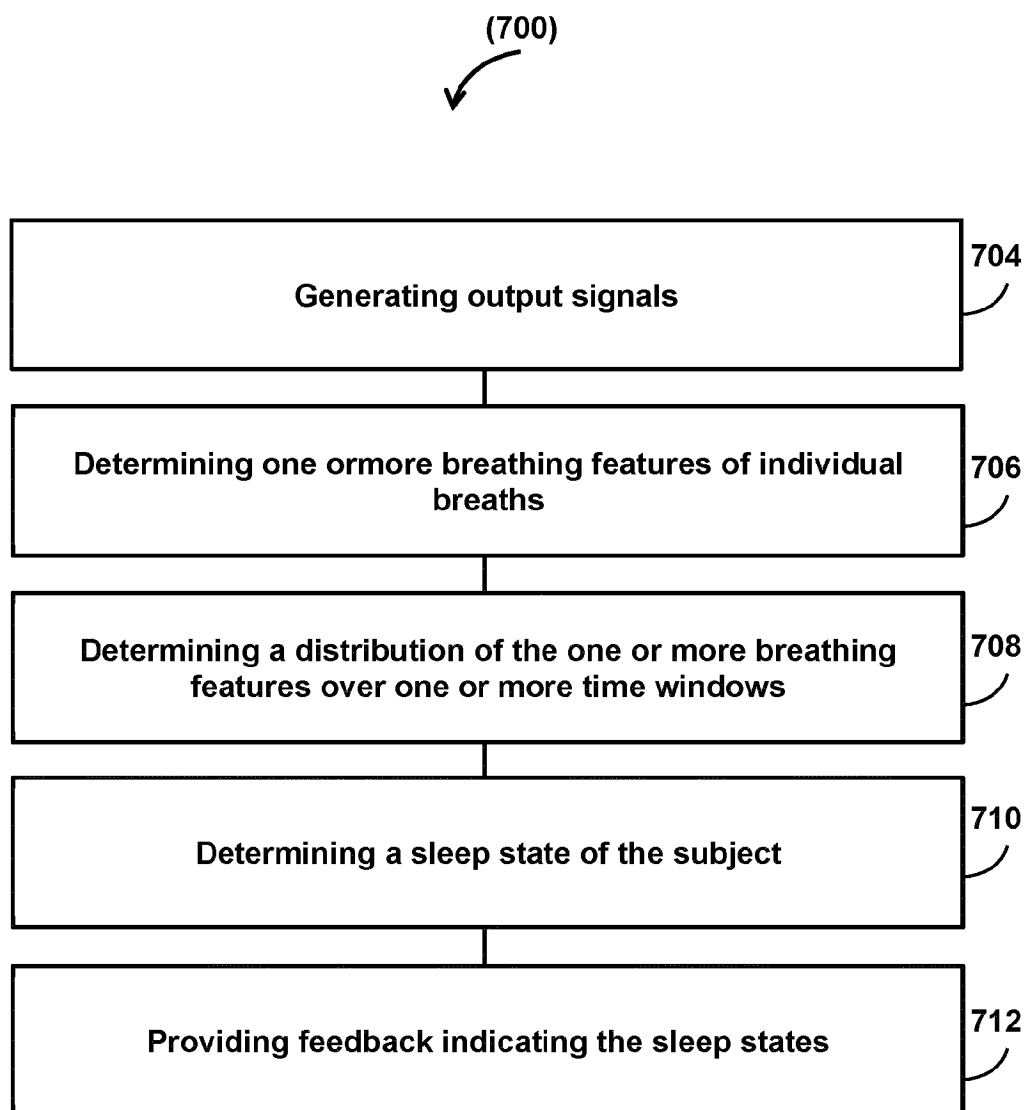 (700)
Generating output signals
704
Determining one ormore breathing features of individual
breaths
706
Determining a distribution of the one or more breathing
features over one or more time windows
708
Determining a sleep state of the subject
710
Providing feedback indicating the sleep states
712